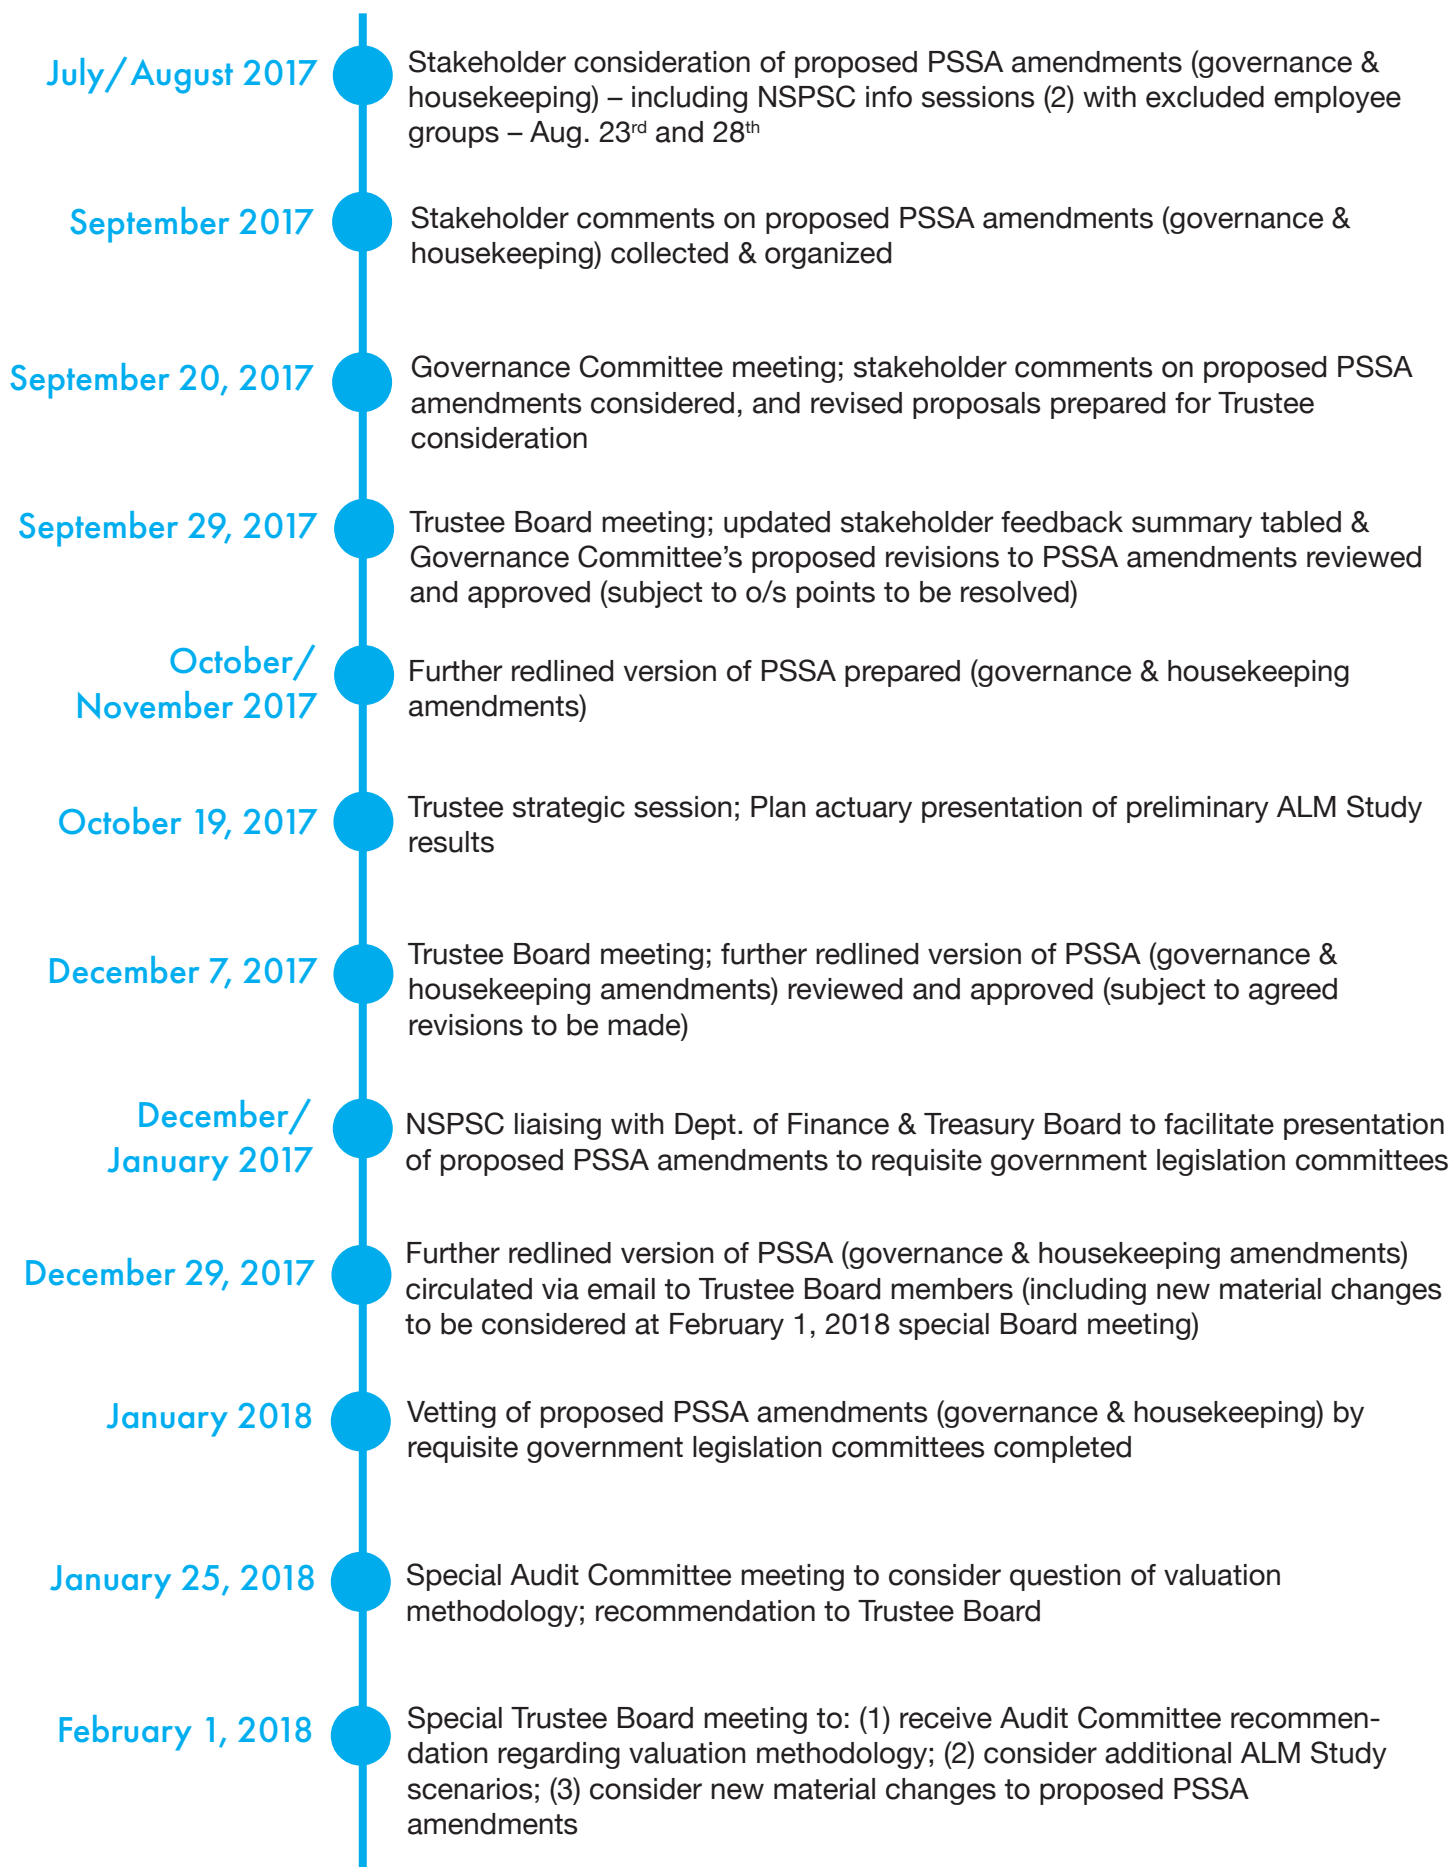 July/August 2017
Stakeholder consideration of proposed PSSA amendments (governance &
housekeeping) – including NSPSC info sessions (2) with excluded employee
groups – Aug. 23rd and 28th
September 2017
Stakeholder comments on proposed PSSA amendments (governance &
housekeeping) collected & organized
September 20, 2017
Governance Committee meeting; stakeholder comments on proposed PSSA
amendments considered, and revised proposals prepared for Trustee
consideration
September 29, 2017
Trustee Board meeting; updated stakeholder feedback summary tabled &
Governance Committee’s proposed revisions to PSSA amendments reviewed
and approved (subject to o/s points to be resolved)
October/
November 2017
Further redlined version of PSSA prepared (governance & housekeeping
amendments)
October 19, 2017
Trustee strategic session; Plan actuary presentation of preliminary ALM Study
results
December 7, 2017
Trustee Board meeting; further redlined version of PSSA (governance &
housekeeping amendments) reviewed and approved (subject to agreed
revisions to be made)
December/
January 2017
NSPSC liaising with Dept. of Finance & Treasury Board to facilitate presentation
of proposed PSSA amendments to requisite government legislation committees
December 29, 2017
Further redlined version of PSSA (governance & housekeeping amendments)
circulated via email to Trustee Board members (including new material changes
to be considered at February 1, 2018 special Board meeting)
January 2018
Vetting of proposed PSSA amendments (governance & housekeeping) by
requisite government legislation committees completed
January 25, 2018
Special Audit Committee meeting to consider question of valuation
methodology; recommendation to Trustee Board
February 1, 2018
Special Trustee Board meeting to: (1) receive Audit Committee recommen-
dation regarding valuation methodology; (2) consider additional ALM Study
scenarios; (3) consider new material changes to proposed PSSA
amendments